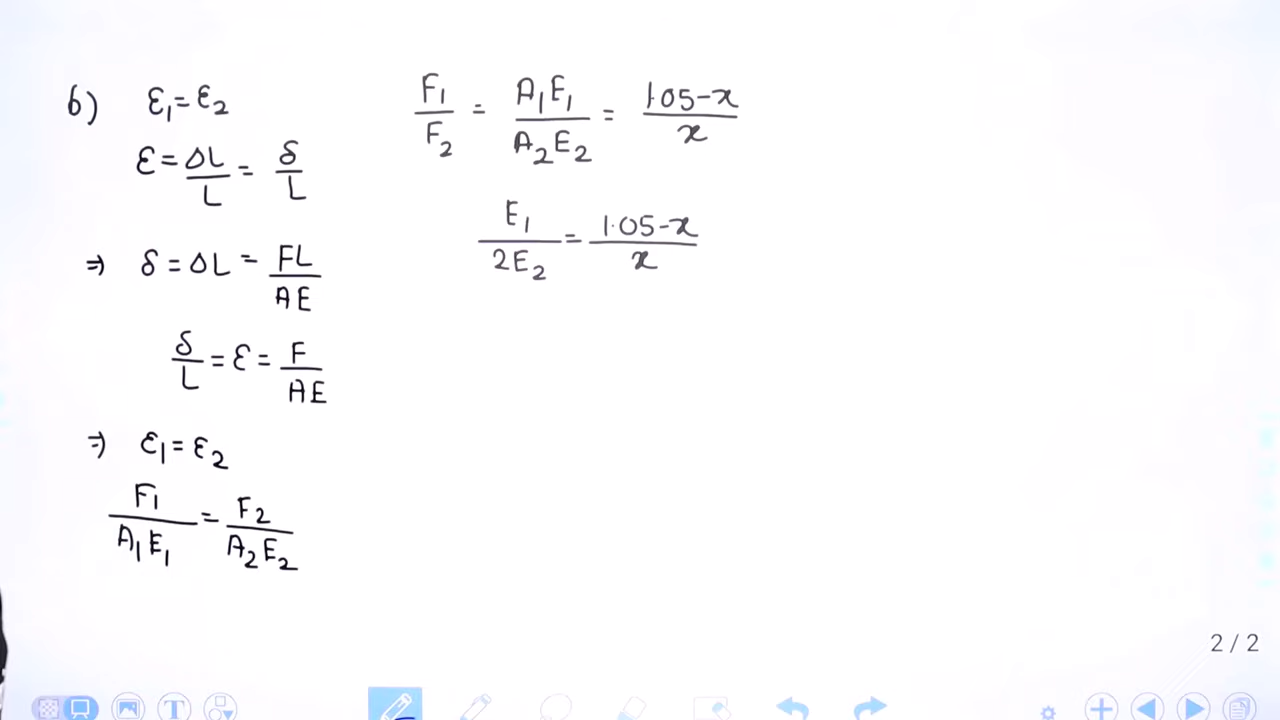 b) ε₁=ε₂
ε = ΔL/L = δ/L
⇒ δ = ΔL = FL/AE
δ/L = ε = F/AE
⇒ ε₁=ε₂
F₁/A₁E₁ = F₂/A₂E₂
F₁/F₂ = A₁E₁/A₂E₂ = 1.05-x/x
E₁/2E₂ = 1.05-x/x
2 / 2
T